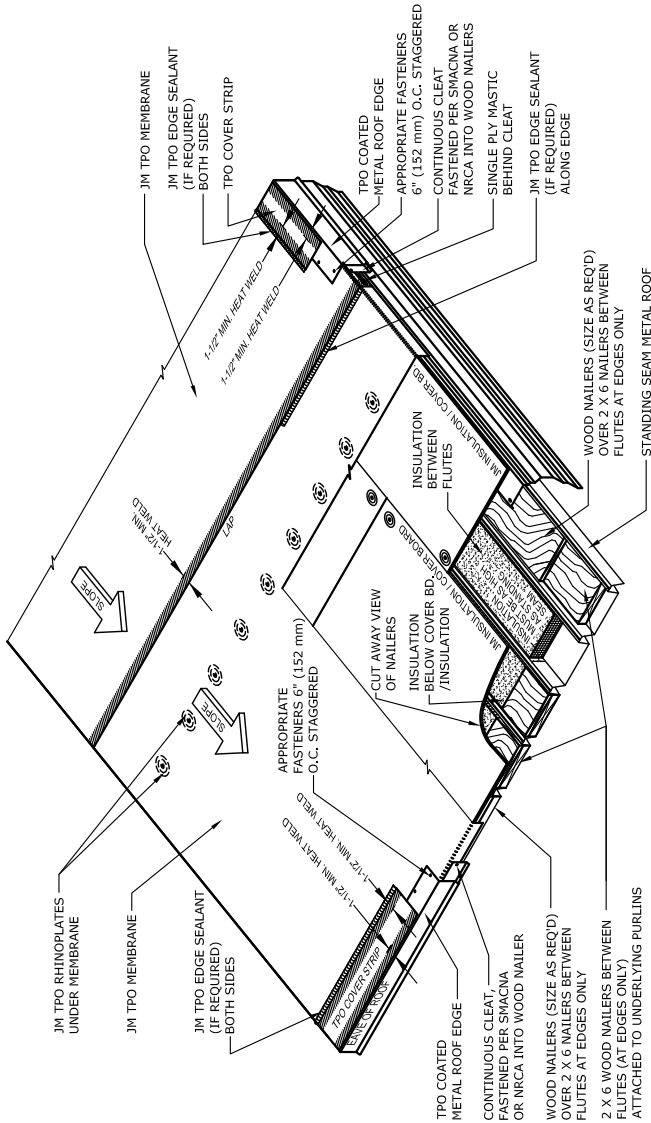 JM TPO RHINOPLATES
UNDER MEMBRANE
JM TPO MEMBRANE
JM TPO EDGE SEALANT
(IF REQUIRED)
BOTH SIDES
TPO COATED
METAL ROOF EDGE
CONTINUOUS CLEAT,
FASTENED PER SMACNA
OR NRCA INTO WOOD NAILER
WOOD NAILERS (SIZE AS REQ'D)
OVER 2 X 6 NAILERS BETWEEN
FLUTES AT EDGES ONLY
2 X 6 WOOD NAILERS BETWEEN
FLUTES (AT EDGES ONLY)
ATTACHED TO UNDERLYING PURLINS
TPO COVER STRIP
EAVE OF ROOF
1-1/2" MIN. HEAT WELD
1-1/2" MIN. HEAT WELD
APPROPRIATE
FASTENERS 6" (152 mm)
O.C. STAGGERED
CUT AWAY VIEW
OF NAILERS
INSULATION
BELOW COVER BD.
/INSULATION
SLOPE
SLOPE
1-1/2" MIN.
HEAT WELD
LAP
JM INSULATION / COVER BOARD
JM INSULATION / COVER BD
INSULATION
BETWEEN
FLUTES
INSULATION
MUST BE AS HIGH
AS STANDING
SEAM
1-1/2" MIN. HEAT WELD
1-1/2" MIN. HEAT WELD
JM TPO MEMBRANE
JM TPO EDGE SEALANT
(IF REQUIRED)
BOTH SIDES
TPO COVER STRIP
TPO COATED
METAL ROOF EDGE
APPROPRIATE FASTENERS
6" (152 mm) O.C. STAGGERED
CONTINUOUS CLEAT
FASTENED PER SMACNA OR
NRCA INTO WOOD NAILERS
SINGLE PLY MASTIC
BEHIND CLEAT
JM TPO EDGE SEALANT
(IF REQUIRED)
ALONG EDGE
WOOD NAILERS (SIZE AS REQ'D)
OVER 2 X 6 NAILERS BETWEEN
FLUTES AT EDGES ONLY
STANDING SEAM METAL ROOF